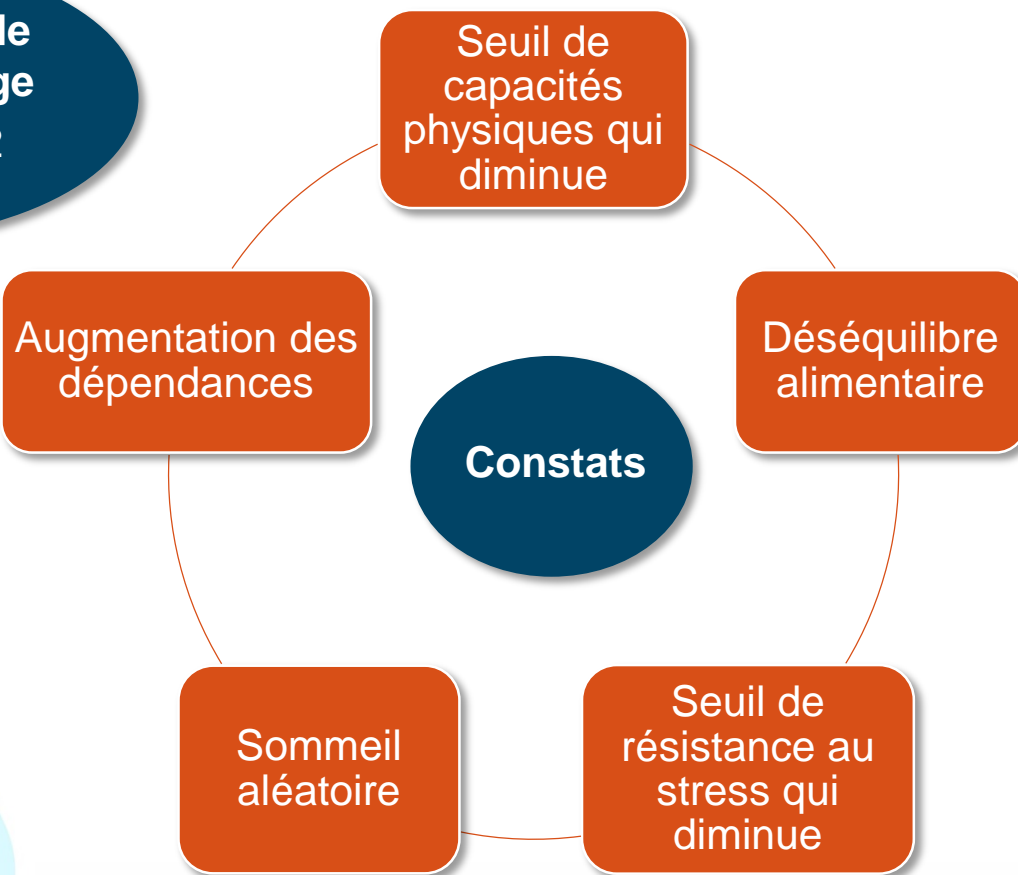 Seuil de
capacités
physiques qui
diminue
Augmentation des
dépendances
Déséquilibre
alimentaire
Constats
Sommeil
aléatoire
Seuil de
résistance au
stress qui
diminue